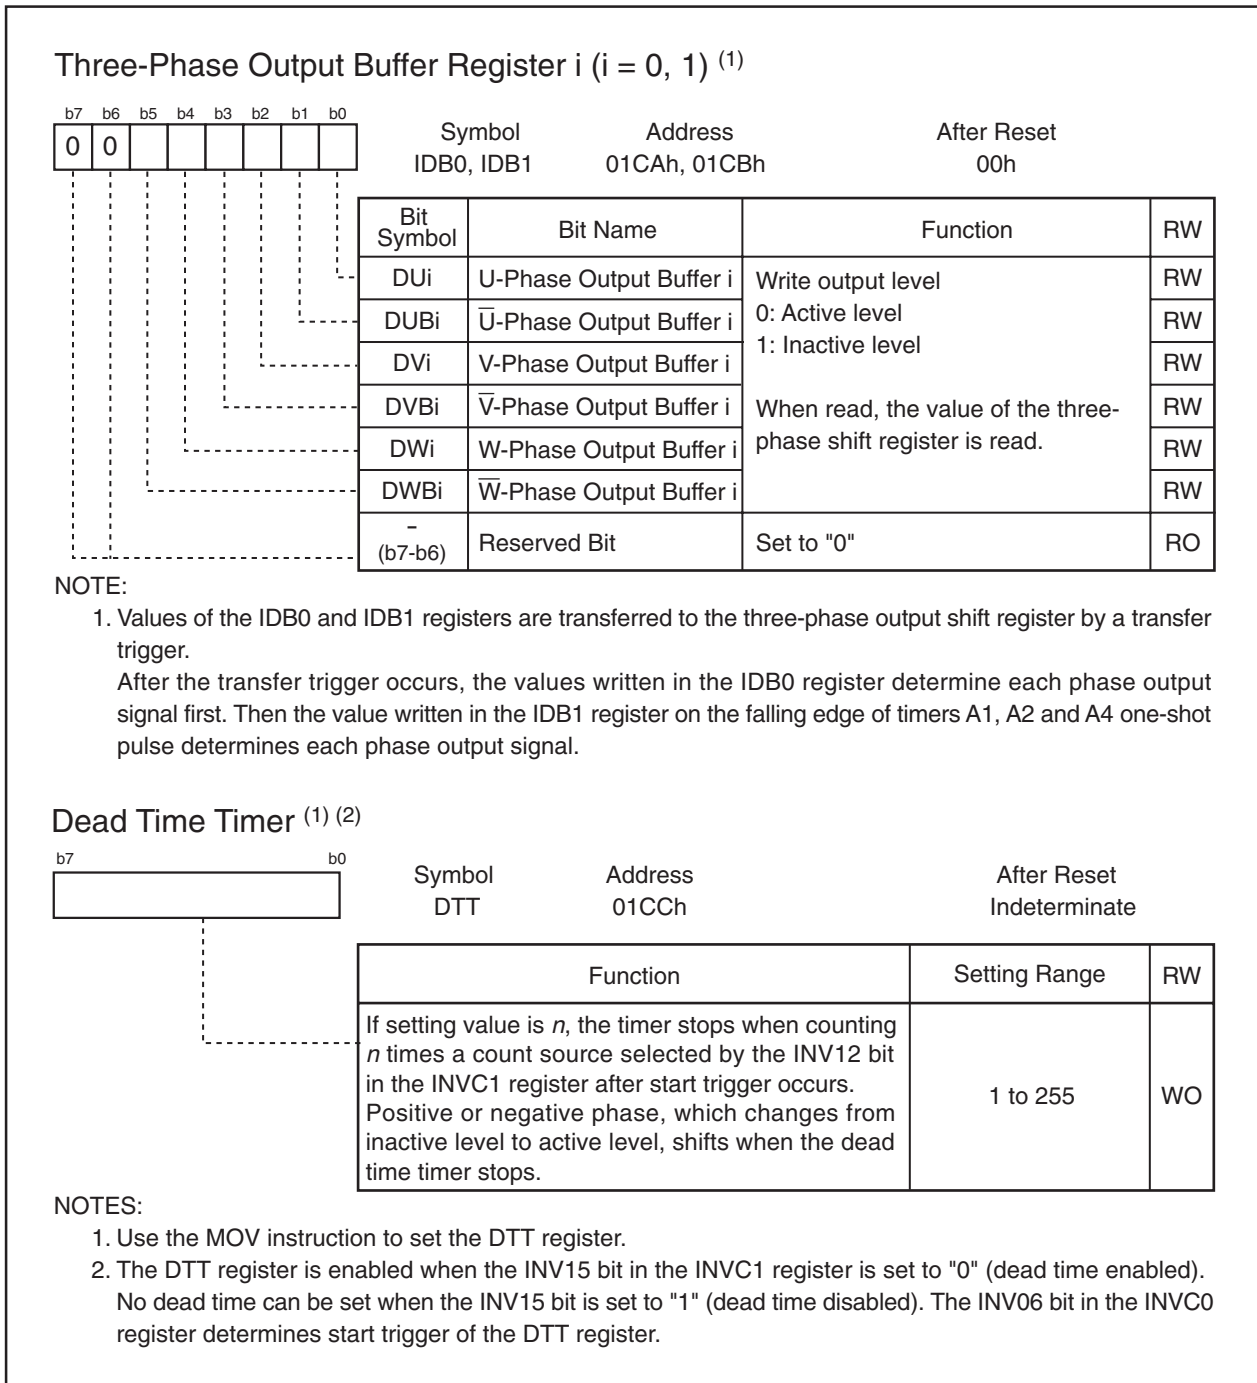 Three-Phase Output Buffer Register i (i = 0, 1) (1)
b7 b6 b5 b4 b3 b2 b1 b0
0 0
Symbol Address After Reset
IDB0, IDB1 01CAh, 01CBh 00h
Bit Symbol Bit Name Function RW
DUi U-Phase Output Buffer i Write output level RW
DUBi U̅-Phase Output Buffer i 0: Active level RW
1: Inactive level
DVi V-Phase Output Buffer i RW
DVBi V̅-Phase Output Buffer i When read, the value of the three- RW
DWi W-Phase Output Buffer i phase shift register is read. RW
DWBi W̅-Phase Output Buffer i RW
–
(b7-b6) Reserved Bit Set to "0" RO
NOTE:
1. Values of the IDB0 and IDB1 registers are transferred to the three-phase output shift register by a transfer
trigger.
After the transfer trigger occurs, the values written in the IDB0 register determine each phase output
signal first. Then the value written in the IDB1 register on the falling edge of timers A1, A2 and A4 one-shot
pulse determines each phase output signal.
Dead Time Timer (1) (2)
b7 b0
Symbol Address After Reset
DTT 01CCh Indeterminate
Function Setting Range RW
If setting value is n, the timer stops when counting
n times a count source selected by the INV12 bit
in the INVC1 register after start trigger occurs.
Positive or negative phase, which changes from
inactive level to active level, shifts when the dead
time timer stops.
1 to 255 WO
NOTES:
1. Use the MOV instruction to set the DTT register.
2. The DTT register is enabled when the INV15 bit in the INVC1 register is set to "0" (dead time enabled).
No dead time can be set when the INV15 bit is set to "1" (dead time disabled). The INV06 bit in the INVC0
register determines start trigger of the DTT register.